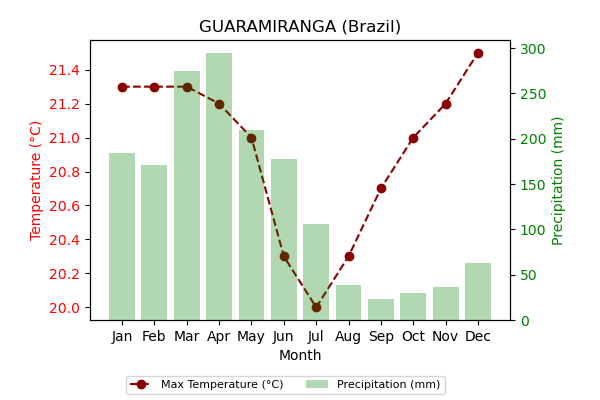 GUARAMIRANGA (Brazil)
21.4
21.2
21.0
20.8
20.6
20.4
20.2
20.0
Temperature (°C)
300
250
200
150
100
50
0
Precipitation (mm)
Jan Feb Mar Apr May Jun Jul Aug Sep Oct Nov Dec
Month
Max Temperature (°C) Precipitation (mm)